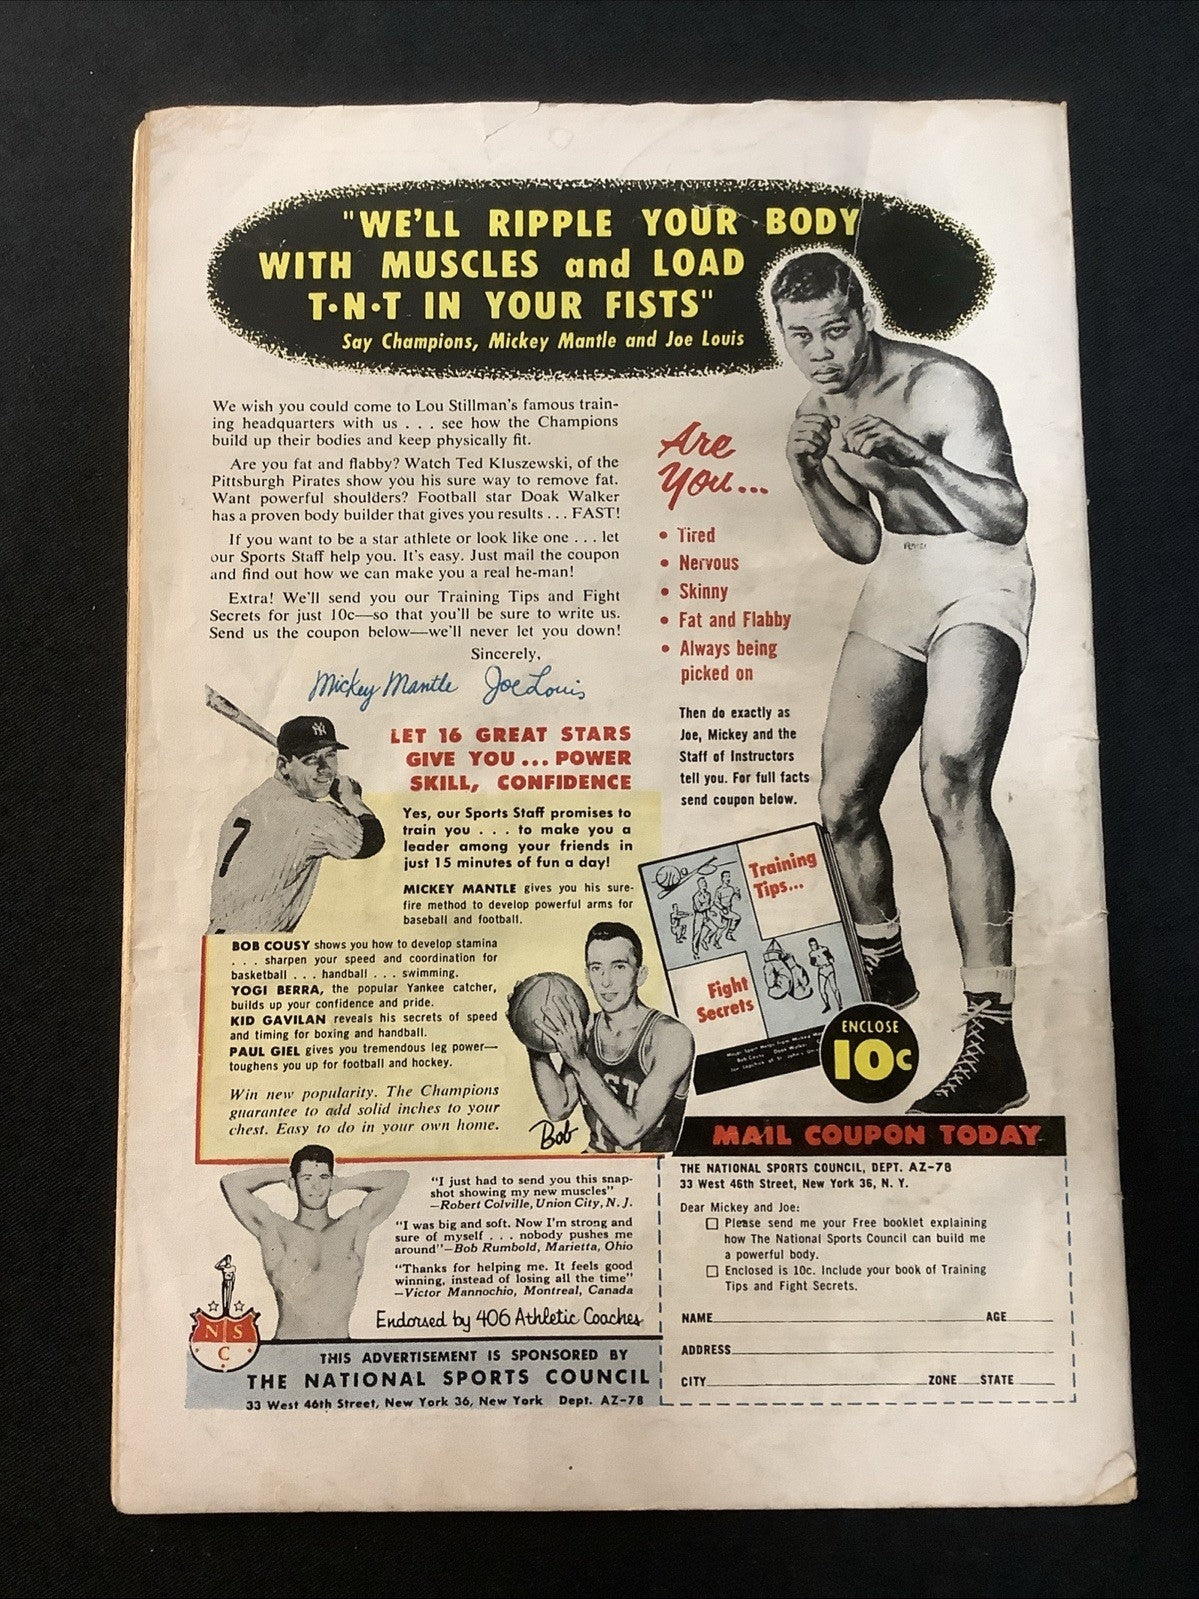 "WE'LL RIPPLE YOUR BODY
WITH MUSCLES and LOAD
T•N•T IN YOUR FISTS"
Say Champions, Mickey Mantle and Joe Louis
We wish you could come to Lou Stillman's famous train-
ing headquarters with us . . . see how the Champions
build up their bodies and keep physically fit.
Are you fat and flabby? Watch Ted Kluszewski, of the
Pittsburgh Pirates show you his sure way to remove fat.
Want powerful shoulders? Football star Doak Walker
has a proven body builder that gives you results . . . FAST!
If you want to be a star athlete or look like one . . . let
our Sports Staff help you. It's easy. Just mail the coupon
and find out how we can make you a real he-man!
Extra! We'll send you our Training Tips and Fight
Secrets for just 10c—so that you'll be sure to write us.
Send us the coupon below—we'll never let you down!
Sincerely,
Mickey Mantle Joe Louis
Are
You...
• Tired
• Nervous
• Skinny
• Fat and Flabby
• Always being
picked on
Then do exactly as
Joe, Mickey and the
Staff of Instructors
tell you. For full facts
send coupon below.
NY
7
LET 16 GREAT STARS
GIVE YOU ... POWER
SKILL, CONFIDENCE
Yes, our Sports Staff promises to
train you . . . to make you a
leader among your friends in
just 15 minutes of fun a day!
MICKEY MANTLE gives you his sure-
fire method to develop powerful arms for
baseball and football.
BOB COUSY shows you how to develop stamina
. . . sharpen your speed and coordination for
basketball . . . handball . . . swimming.
YOGI BERRA, the popular Yankee catcher,
builds up your confidence and pride.
KID GAVILAN reveals his secrets of speed
and timing for boxing and handball.
PAUL GIEL gives you tremendous leg power—
toughens you up for football and hockey.
Win new popularity. The Champions
guarantee to add solid inches to your
chest. Easy to do in your own home.
Bob
Training
Tips...
Fight
Secrets
ENCLOSE
10c
"I just had to send you this snap-
shot showing my new muscles"
—Robert Colville, Union City, N. J.
"I was big and soft. Now I'm strong and
sure of myself . . . nobody pushes me
around"—Bob Rumbold, Marietta, Ohio
"Thanks for helping me. It feels good
winning, instead of losing all the time"
—Victor Mannochio, Montreal, Canada
Endorsed by 406 Athletic Coaches
N S
C
THIS ADVERTISEMENT IS SPONSORED BY
THE NATIONAL SPORTS COUNCIL
33 West 46th Street, New York 36, New York Dept. AZ-78
MAIL COUPON TODAY
THE NATIONAL SPORTS COUNCIL, DEPT. AZ-78
33 West 46th Street, New York 36, N. Y.
Dear Mickey and Joe:
☐ Please send me your Free booklet explaining
how The National Sports Council can build me
a powerful body.
☐ Enclosed is 10c. Include your book of Training
Tips and Fight Secrets.
NAME AGE
ADDRESS
CITY ZONE STATE